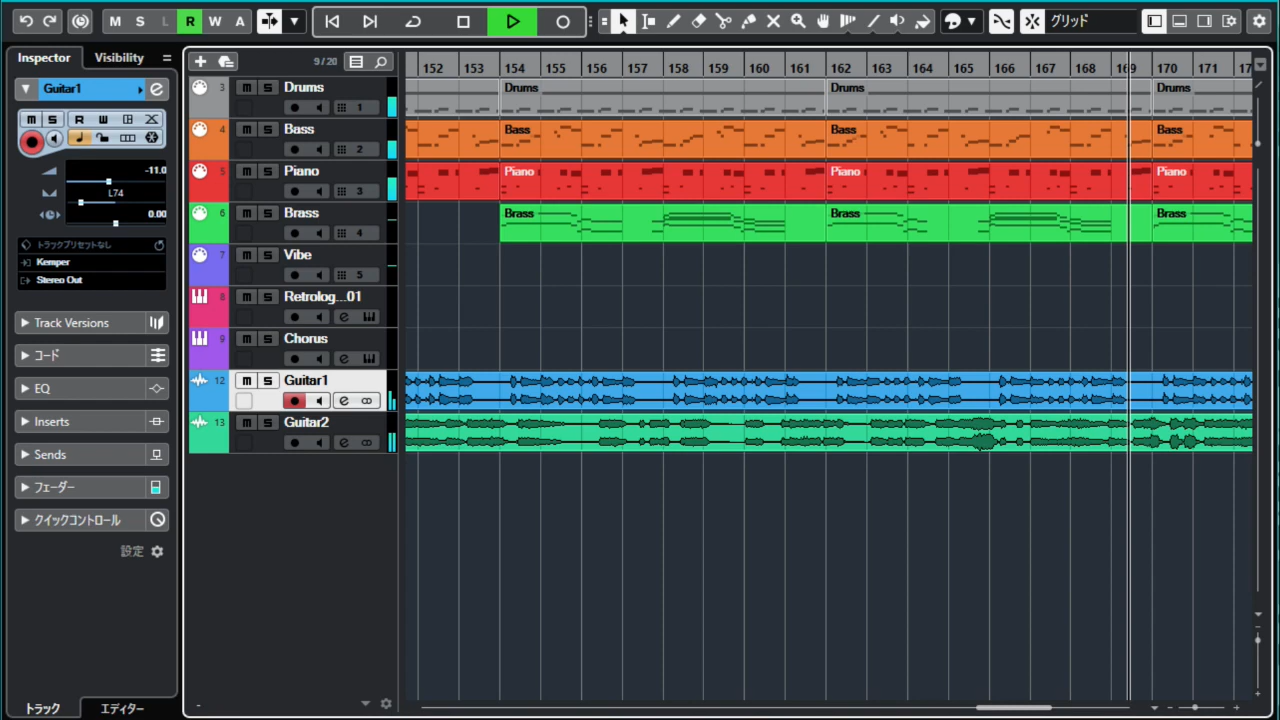 M S L R W A グリッド
Inspector Visibility
9/20
152 153 154 155 156 157 158 159 160 161 162 163 164 165 166 167 168 169 170 171 17
Guitar1
M S R W
-11.0
L74
0.00
トラックプリセットなし
Kemper
Stereo Out
Track Versions
コード
EQ
Inserts
Sends
フェーダー
クイックコントロール
設定
トラック エディター
3 M S Drums
1
4 M S Bass
2
5 M S Piano
3
6 M S Brass
4
7 M S Vibe
5
8 M S Retrolog...01
e
9 M S Chorus
e
12 M S Guitar1
e
13 M S Guitar2
e
Drums Drums Drums
Bass Bass Bass
Piano Piano Piano
Brass Brass Brass